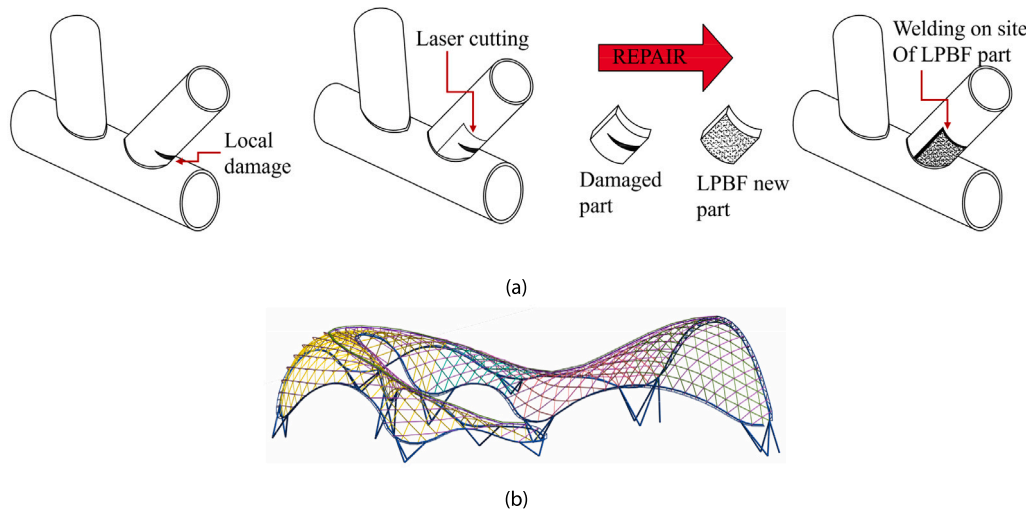 Local
damage
Laser cutting
REPAIR
Damaged
part
LPBF new
part
Welding on site
Of LPBF part
(a)
(b)